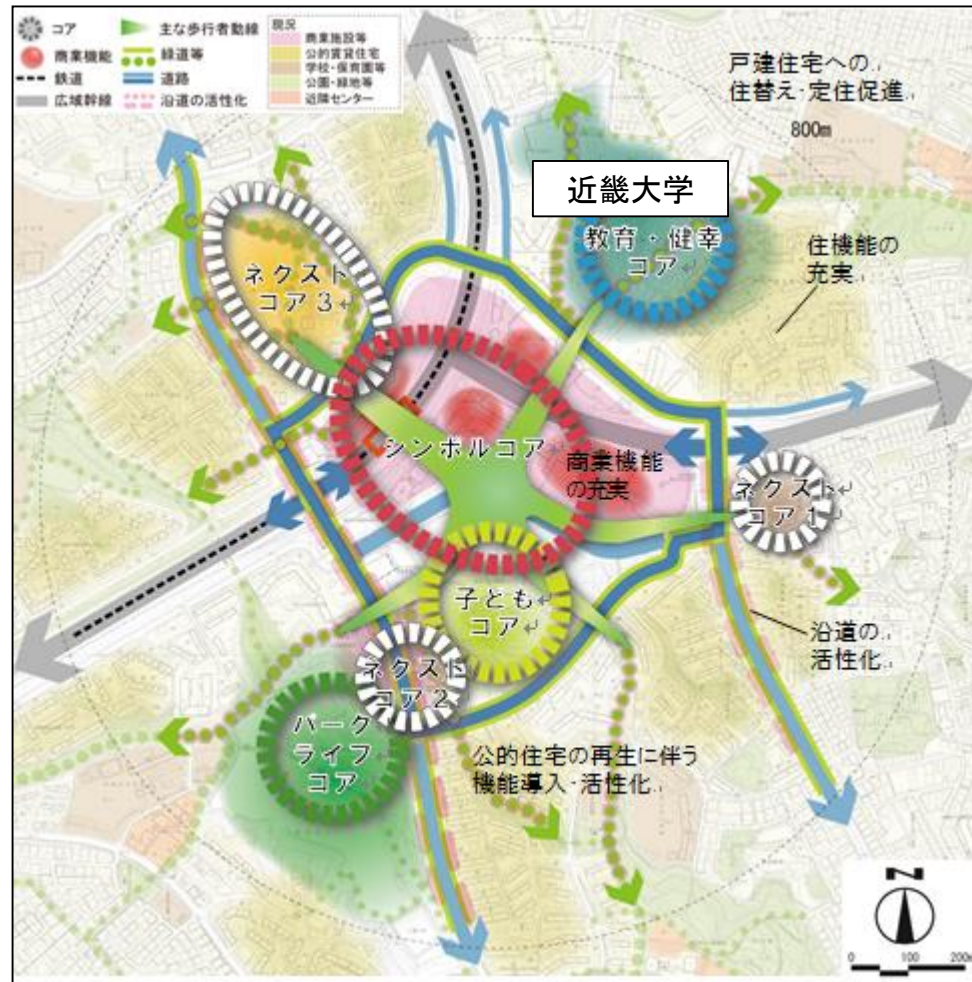 コア
主な歩行者動線
現況
商業機能
緑道等
商業施設等
公的賃貸住宅
鉄道
道路
学校・保育園等
公園・緑地等
広域幹線
沿道の活性化
近隣センター
戸建住宅への
住替え・定住促進
800m
近畿大学
教育・健幸
コア
住機能の
充実
ネクスト
コア3
シンボルコア
商業機能
の充実
ネクスト
コア1
子ども
コア
沿道の
活性化
ネクスト
コア2
パーク
ライフ
コア
公的住宅の再生に伴う
機能導入・活性化
N
0 100 200m